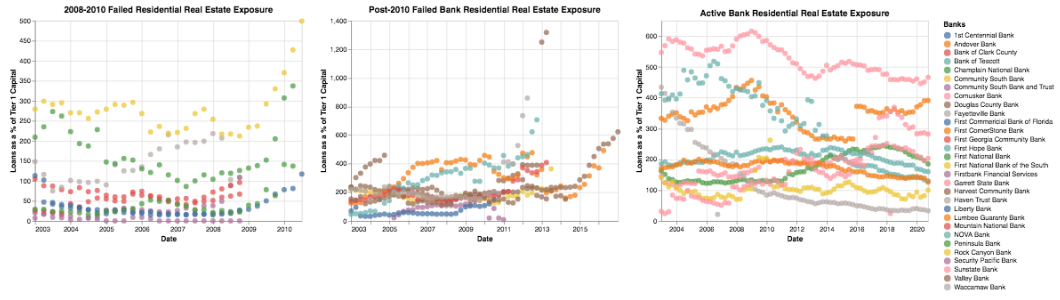 2008-2010 Failed Residential Real Estate Exposure
Loans as % of Tier 1 Capital
500
450
400
350
300
250
200
150
100
50
0
2003
2004
2005
2006
2007
2008
2009
2010
Date
Post-2010 Failed Bank Residential Real Estate Exposure
Loans as % of Tier 1 Capital
1,400
1,200
1,000
800
600
400
200
0
2003
2005
2007
2009
2011
2013
2015
Date
Active Bank Residential Real Estate Exposure
Loans as % of Tier 1 Capital
600
500
400
300
200
100
0
2004
2006
2008
2010
2012
2014
2016
2018
2020
Date
Banks
1st Centennial Bank
Andover Bank
Bank of Clark County
Bank of Tescott
Champlain National Bank
Community South Bank
Community South Bank and Trust
Cornusker Bank
Douglas County Bank
Fayetteville Bank
First Commercial Bank of Florida
First CornerStone Bank
First Georgia Community Bank
First Hope Bank
First National Bank
First National Bank of the South
Firstbank Financial Services
Garrett State Bank
Harvest Community Bank
Haven Trust Bank
Liberty Bank
Lumbee Guaranty Bank
Mountain National Bank
NOVA Bank
Peninsula Bank
Rock Canyon Bank
Security Pacific Bank
Sunstate Bank
Valley Bank
Waccamaw Bank